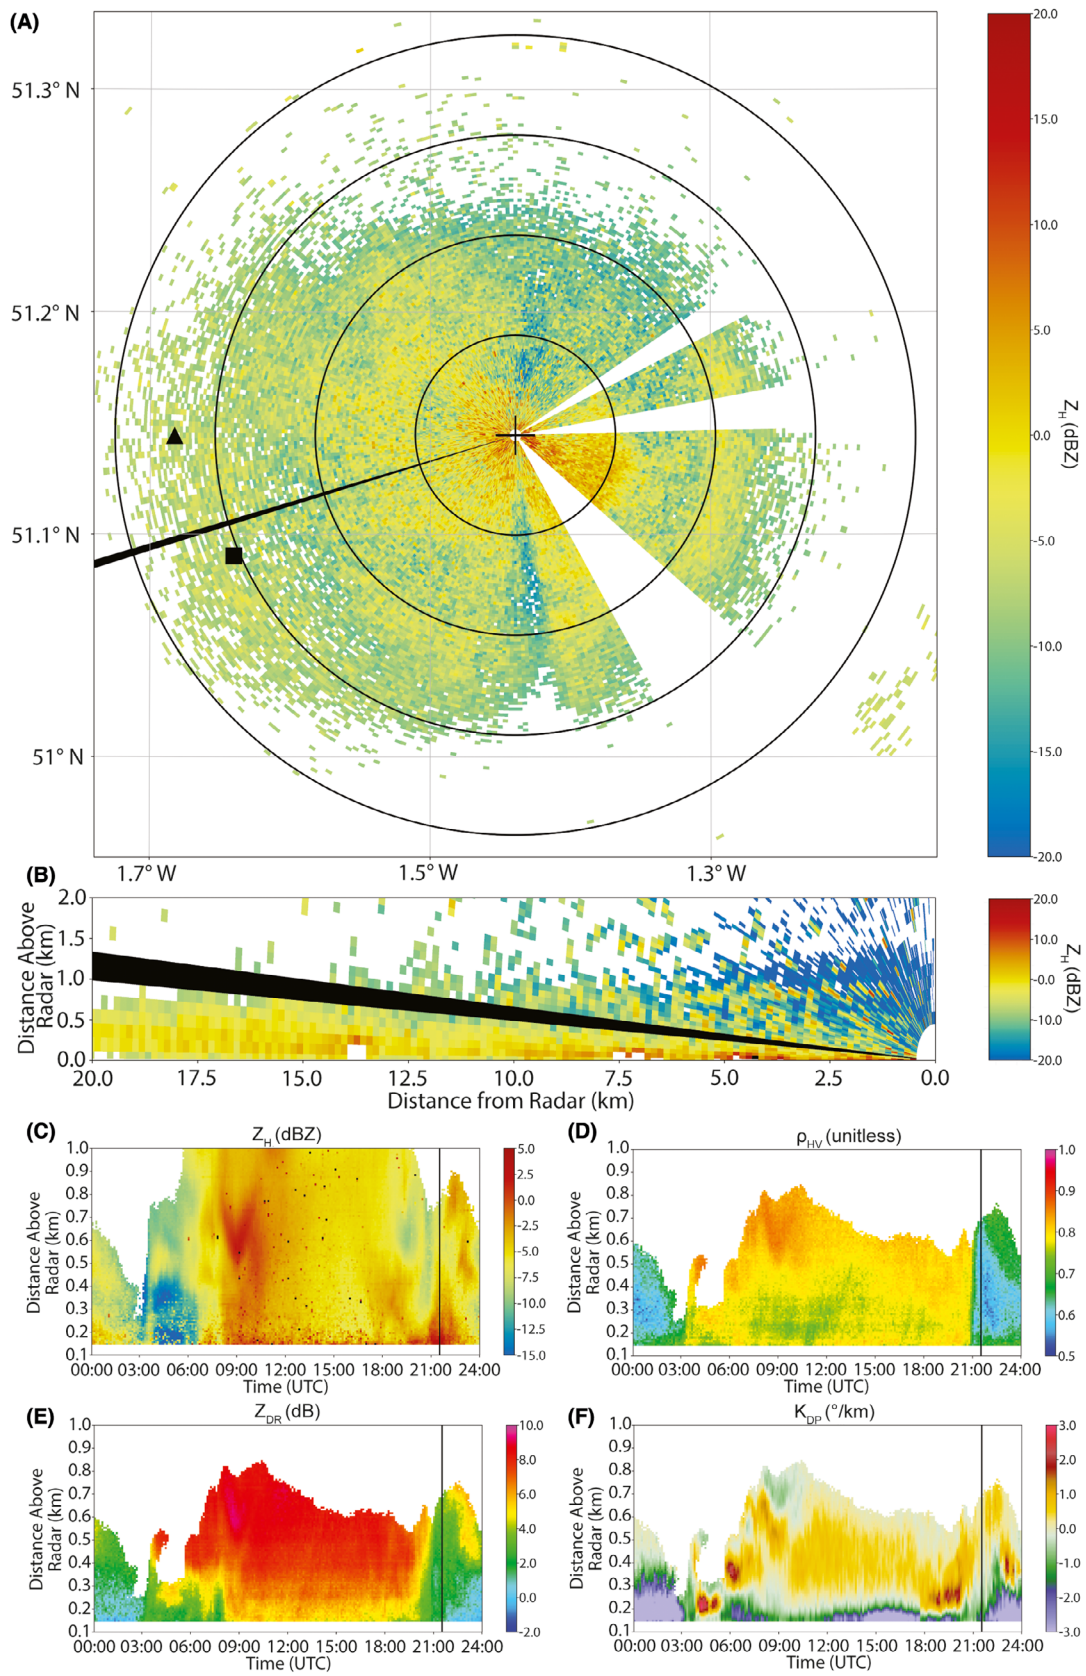 (A)
51.3° N
51.2° N
51.1° N
51° N
1.7° W
1.5° W
1.3° W
20.0
15.0
10.0
5.0
0.0
-5.0
-10.0
-15.0
-20.0
Z_H (dBZ)
(B)
Distance Above
Radar (km)
2.0
1.5
1.0
0.5
0.0
20.0
17.5
15.0
12.5
10.0
7.5
5.0
2.5
0.0
Distance from Radar (km)
20.0
10.0
-0.0
-10.0
-20.0
Z_H (dBZ)
(C)
Z_H (dBZ)
Distance Above
Radar (km)
1.0
0.9
0.8
0.7
0.6
0.5
0.4
0.3
0.2
0.1
00:00 03:00 06:00 09:00 12:00 15:00 18:00 21:00 24:00
Time (UTC)
5.0
2.5
0.0
-2.5
-5.0
-7.5
-10.0
-12.5
-15.0
(D)
ρ_HV (unitless)
Distance Above
Radar (km)
1.0
0.9
0.8
0.7
0.6
0.5
0.4
0.3
0.2
0.1
00:00 03:00 06:00 09:00 12:00 15:00 18:00 21:00 24:00
Time (UTC)
1.0
0.9
0.8
0.7
0.6
0.5
(E)
Z_DR (dB)
Distance Above
Radar (km)
1.0
0.9
0.8
0.7
0.6
0.5
0.4
0.3
0.2
0.1
00:00 03:00 06:00 09:00 12:00 15:00 18:00 21:00 24:00
Time (UTC)
10.0
8.0
6.0
4.0
2.0
0.0
-2.0
(F)
K_DP (°/km)
Distance Above
Radar (km)
1.0
0.9
0.8
0.7
0.6
0.5
0.4
0.3
0.2
0.1
00:00 03:00 06:00 09:00 12:00 15:00 18:00 21:00 24:00
Time (UTC)
3.0
2.0
1.0
0.0
-1.0
-2.0
-3.0